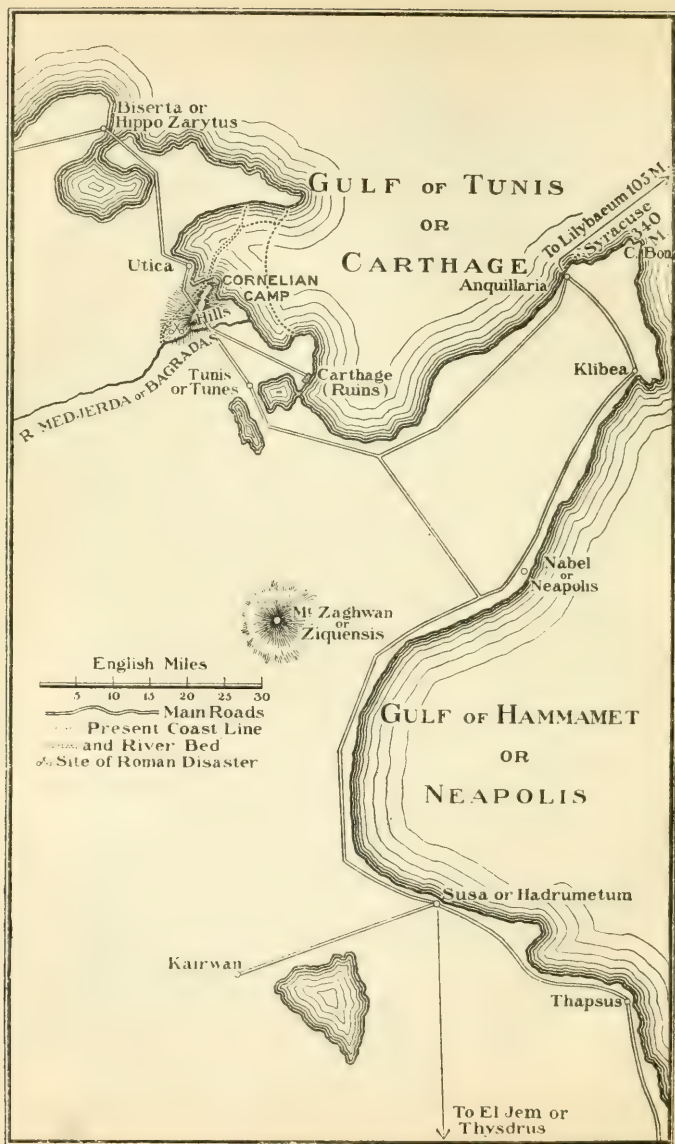 Biserta or
Hippo Zarytus
GULF OF TUNIS
OR
CARTHAGE
To Lilybaeum 103 M.
Syracuse
340
M
C. Bon
Anquillaria
Utica
CORNELIAN
CAMP
Hills
R MEDJERDA or BAGRADAS
Tunis
or Tunes
Carthage
(Ruins)
Klibea
Nabel
or
Neapolis
Mt. Zaghwan
or
Ziquensis
English Miles
5 10 15 20 25 30
Main Roads
Present Coast Line
and River Bed
Site of Roman Disaster
GULF OF HAMMAMET
OR
NEAPOLIS
Susa or Hadrumetum
Kairwan
Thapsus
To El Jem or
Thysdrus